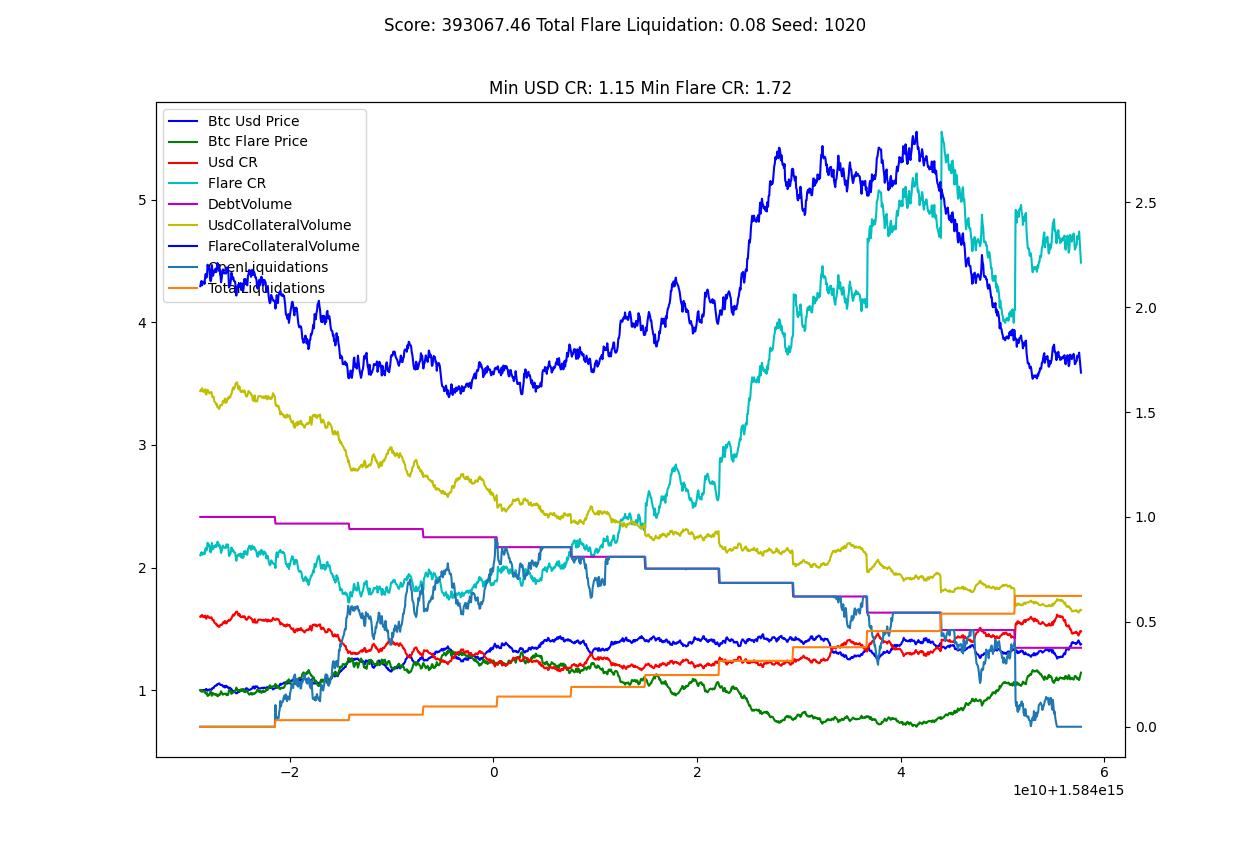 Score: 393067.46 Total Flare Liquidation: 0.08 Seed: 1020
Min USD CR: 1.15 Min Flare CR: 1.72
Btc Usd Price
Btc Flare Price
Usd CR
Flare CR
DebtVolume
UsdCollateralVolume
FlareCollateralVolume
OpenLiquidations
TotalLiquidations
5
4
3
2
1
2.5
2.0
1.5
1.0
0.5
0.0
−2 0 2 4 6
1e10+1.584e15